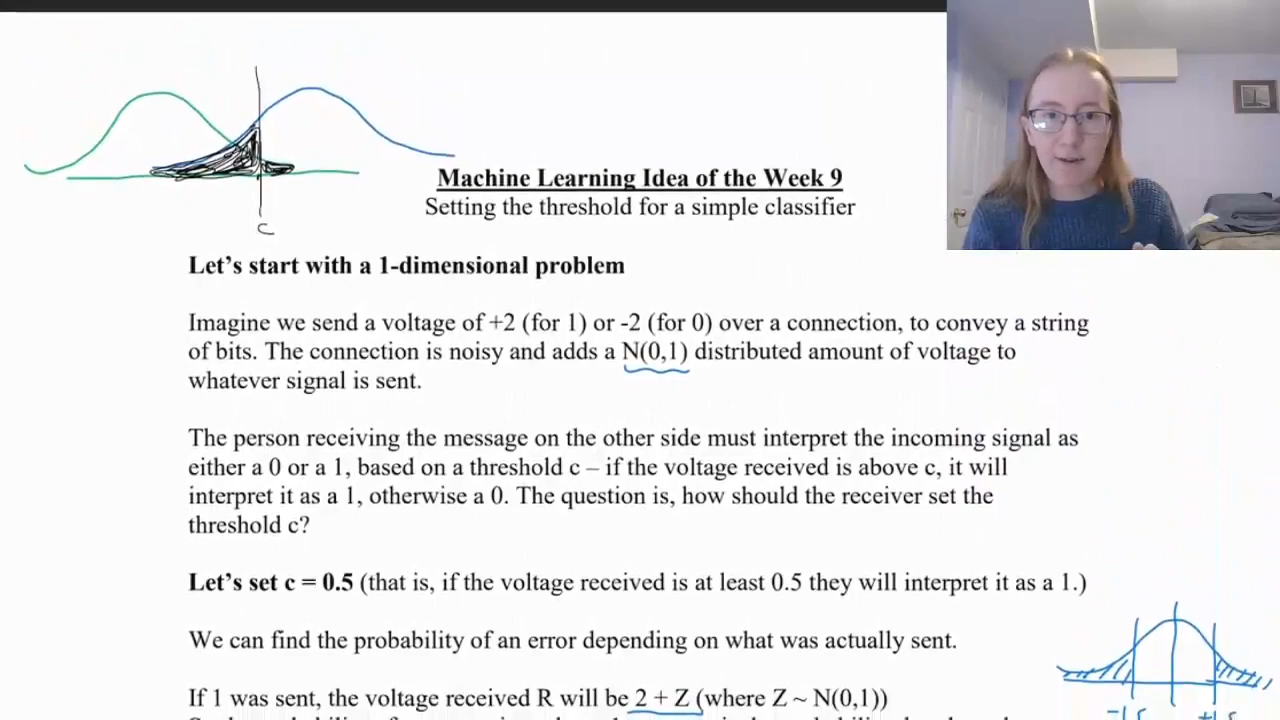 c
Machine Learning Idea of the Week 9
Setting the threshold for a simple classifier
Let's start with a 1-dimensional problem
Imagine we send a voltage of +2 (for 1) or -2 (for 0) over a connection, to convey a string
of bits. The connection is noisy and adds a N(0,1) distributed amount of voltage to
whatever signal is sent.
The person receiving the message on the other side must interpret the incoming signal as
either a 0 or a 1, based on a threshold c – if the voltage received is above c, it will
interpret it as a 1, otherwise a 0. The question is, how should the receiver set the
threshold c?
Let's set c = 0.5 (that is, if the voltage received is at least 0.5 they will interpret it as a 1.)
We can find the probability of an error depending on what was actually sent.
If 1 was sent, the voltage received R will be 2 + Z (where Z ~ N(0,1))